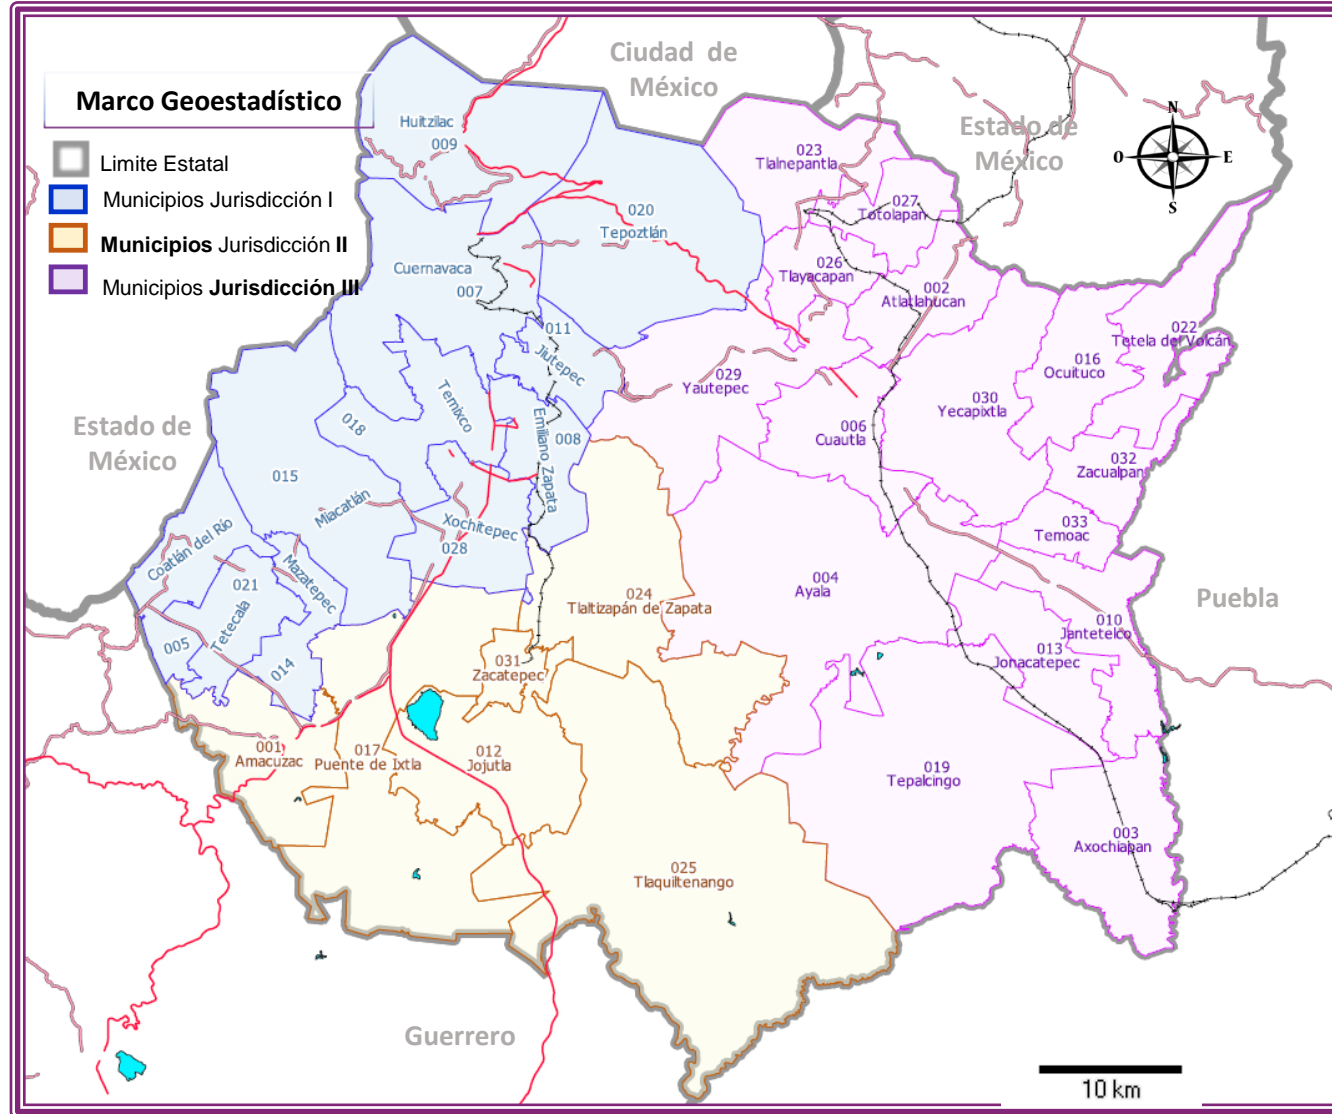 Ciudad de
México
Marco Geoestadístico
Limite Estatal
Municipios Jurisdicción I
Municipios Jurisdicción II
Municipios Jurisdicción III
Estado de
México
N
O
E
S
Huitzilac
009
023
Tlalnepantla
027
Totolapan
020
Tepoztlán
Cuernavaca
007
026
Tlayacapan
002
Atlatlahucan
022
Tetela del Volcán
016
Ocuituco
011
Jiutepec
029
Yautepec
030
Yecapixtla
006
Cuautla
Temixco
018
Emiliano Zapata
008
Estado de
México
032
Zacualpan
015
Miacatlán
Xochitepec
028
033
Temoac
Coatlán del Río
Mazatepec
021
Tetecala
005
014
004
Ayala
024
Tlaltizapán de Zapata
Puebla
010
Jantetelco
013
Jonacatepec
031
Zacatepec
001
Amacuzac
017
Puente de Ixtla
012
Jojutla
019
Tepalcingo
003
Axochiapan
025
Tlaquiltenango
Guerrero
10 km